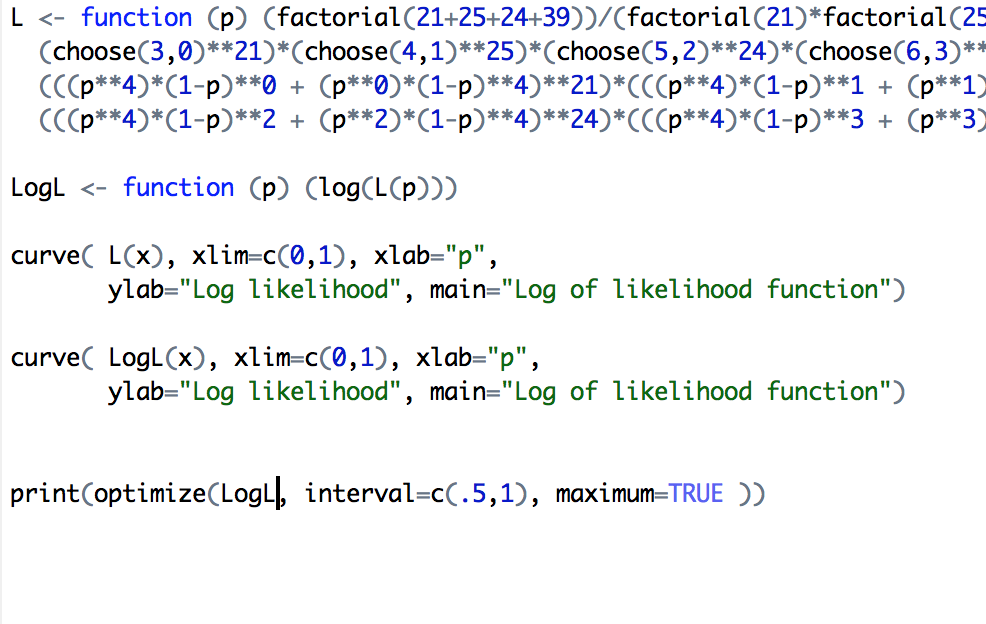 L <- function (p) (factorial(21+25+24+39))/(factorial(21)*factorial(25
(choose(3,0)**21)*(choose(4,1)**25)*(choose(5,2)**24)*(choose(6,3)**
(((p**4)*(1-p)**0 + (p**0)*(1-p)**4)**21)*(((p**4)*(1-p)**1 + (p**1)
(((p**4)*(1-p)**2 + (p**2)*(1-p)**4)**24)*(((p**4)*(1-p)**3 + (p**3)
LogL <- function (p) (log(L(p)))
curve( L(x), xlim=c(0,1), xlab="p",
ylab="Log likelihood", main="Log of likelihood function")
curve( LogL(x), xlim=c(0,1), xlab="p",
ylab="Log likelihood", main="Log of likelihood function")
print(optimize(LogL, interval=c(.5,1), maximum=TRUE ))